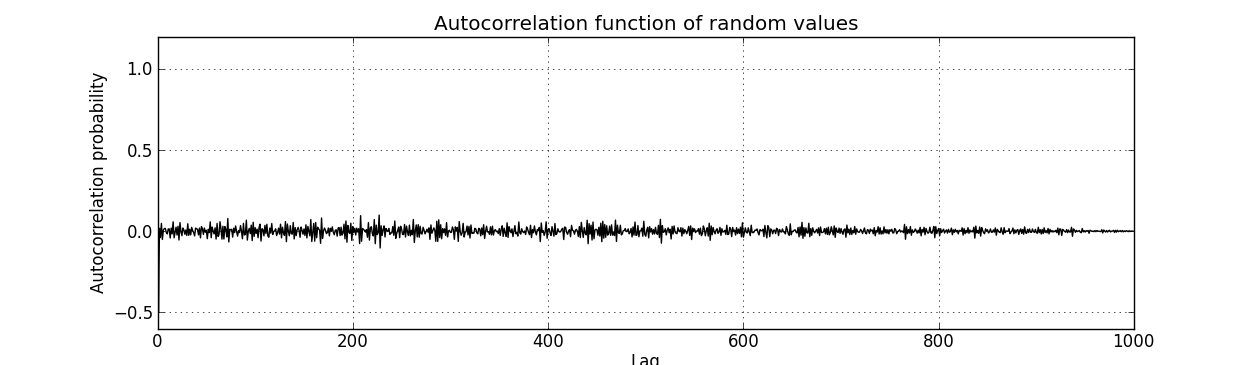 Autocorrelation function of random values
Autocorrelation probability
1.0
0.5
0.0
−0.5
0 200 400 600 800 1000
Lag